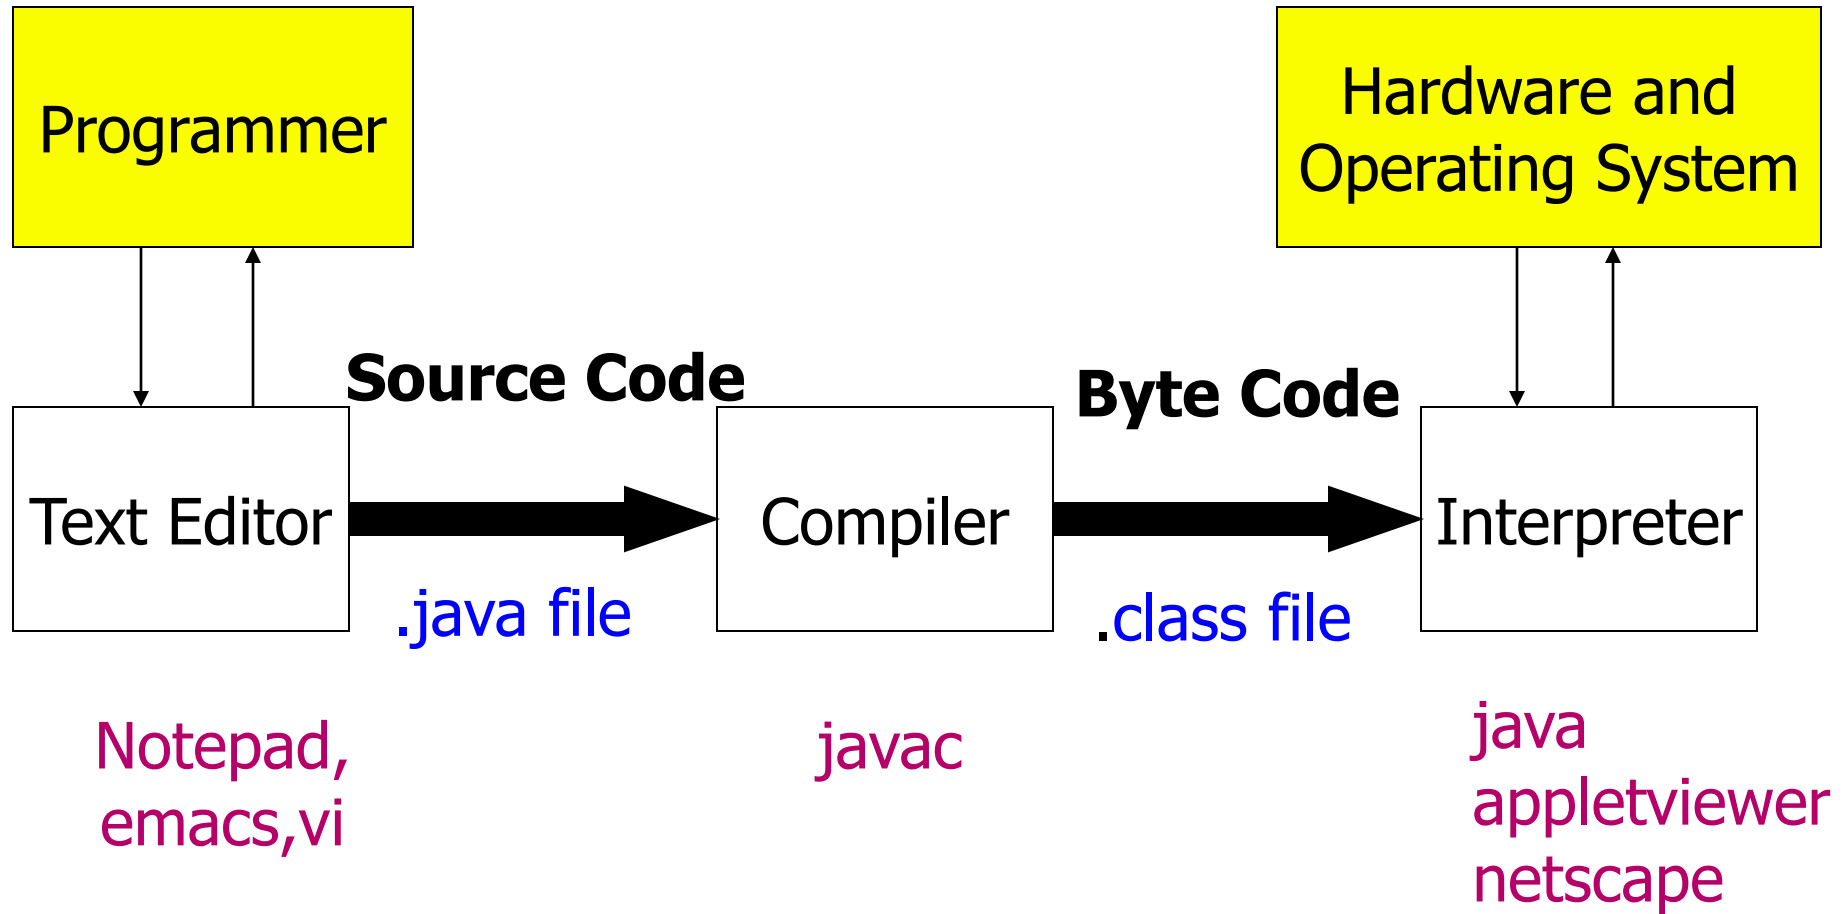 Programmer
Hardware and
Operating System
Source Code
Byte Code
Text Editor
Compiler
Interpreter
.java file
.class file
Notepad,
emacs,vi
javac
java
appletviewer
netscape